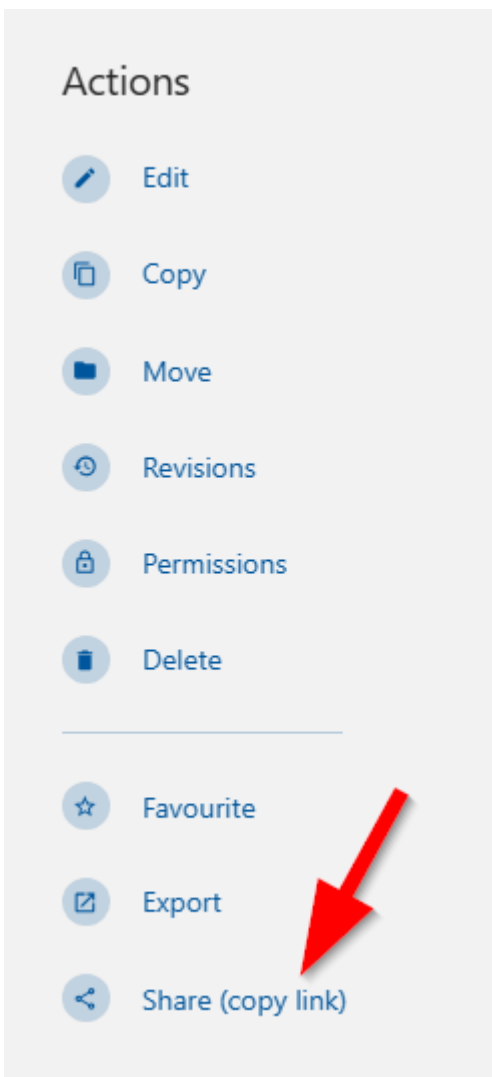 Actions
Edit
Copy
Move
Revisions
Permissions
Delete
Favourite
Export
Share (copy link)